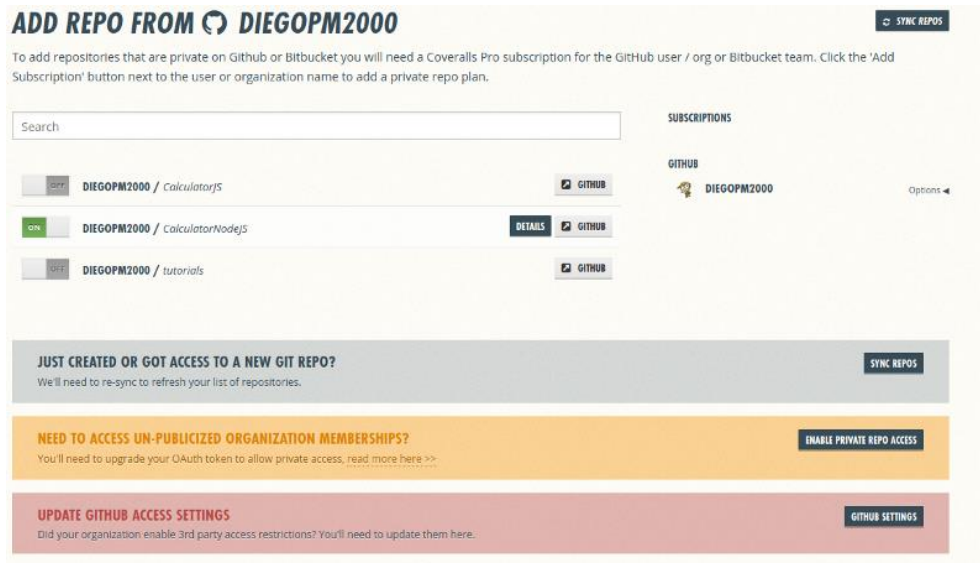 ADD REPO FROM DIEGOPM2000
SYNC REPOS
To add repositories that are private on Github or Bitbucket you will need a Coveralls Pro subscription for the GitHub user / org or Bitbucket team. Click the 'Add
Subscription' button next to the user or organization name to add a private repo plan.
Search
SUBSCRIPTIONS
GITHUB
DIEGOPM2000
Options
OFF DIEGOPM2000 / CalculatorJS GITHUB
ON DIEGOPM2000 / CalculatorNodeJS DETAILS GITHUB
OFF DIEGOPM2000 / tutorials GITHUB
JUST CREATED OR GOT ACCESS TO A NEW GIT REPO?
We'll need to re-sync to refresh your list of repositories.
SYNC REPOS
NEED TO ACCESS UN-PUBLICIZED ORGANIZATION MEMBERSHIPS?
You'll need to upgrade your OAuth token to allow private access, read more here >>
ENABLE PRIVATE REPO ACCESS
UPDATE GITHUB ACCESS SETTINGS
Did your organization enable 3rd party access restrictions? You'll need to update them here.
GITHUB SETTINGS